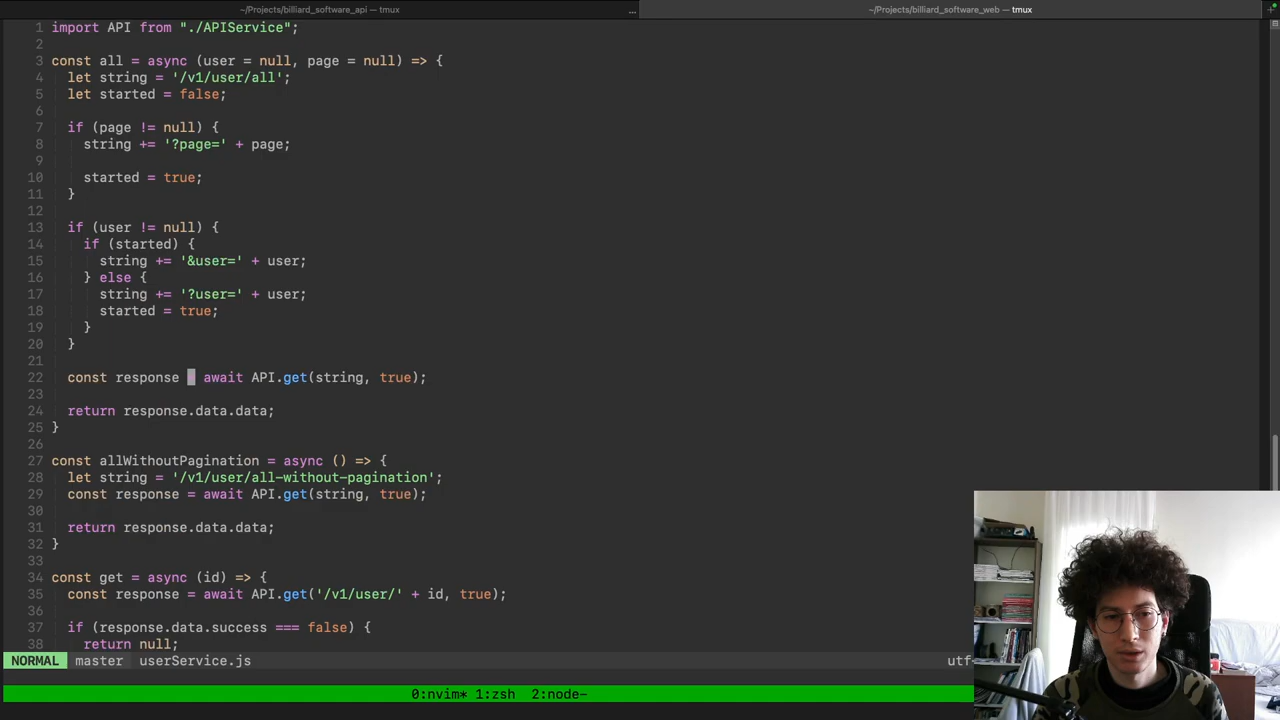 ~/Projects/billiard_software_api — tmux
...
~/Projects/billiard_software_web — tmux
+
1 import API from "./APIService";
2
3 const all = async (user = null, page = null) => {
4 let string = '/v1/user/all';
5 let started = false;
6
7 if (page != null) {
8 string += '?page=' + page;
9
10 started = true;
11 }
12
13 if (user != null) {
14 if (started) {
15 string += '&user=' + user;
16 } else {
17 string += '?user=' + user;
18 started = true;
19 }
20 }
21
22 const response = await API.get(string, true);
23
24 return response.data.data;
25 }
26
27 const allWithoutPagination = async () => {
28 let string = '/v1/user/all-without-pagination';
29 const response = await API.get(string, true);
30
31 return response.data.data;
32 }
33
34 const get = async (id) => {
35 const response = await API.get('/v1/user/' + id, true);
36
37 if (response.data.success === false) {
38 return null;
NORMAL master userService.js utf-
0:nvim* 1:zsh 2:node-